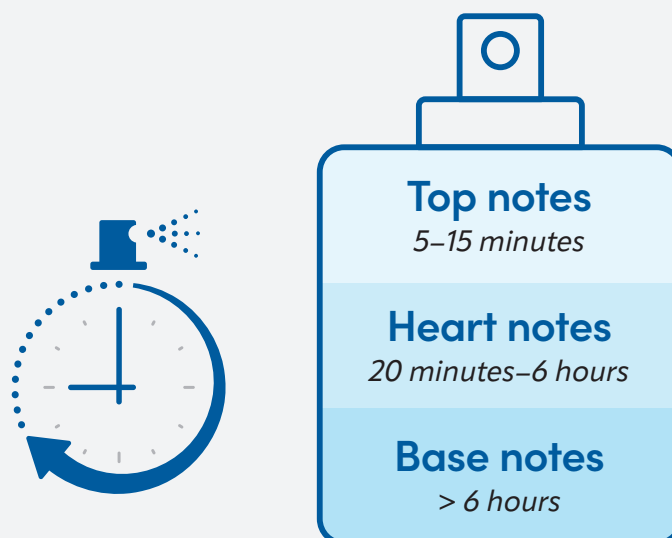 Top notes
5–15 minutes
Heart notes
20 minutes–6 hours
Base notes
> 6 hours